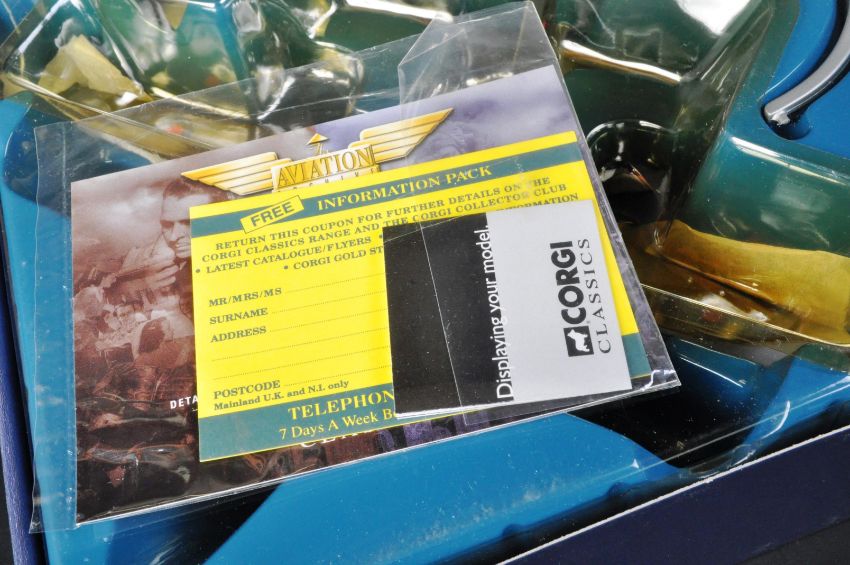 AVIATION
FREE INFORMATION PACK
RETURN THIS COUPON FOR FURTHER DETAILS ON THE
CORGI CLASSICS RANGE AND THE CORGI COLLECTOR CLUB
• LATEST CATALOGUE/FLYERS • INFORMATION
• CORGI GOLD
MR/MRS/MS
SURNAME
ADDRESS
POSTCODE
Mainland U.K. and N.I. only
TELEPHON
7 Days A Week
DETA
Displaying your model.
CORGI
CLASSICS